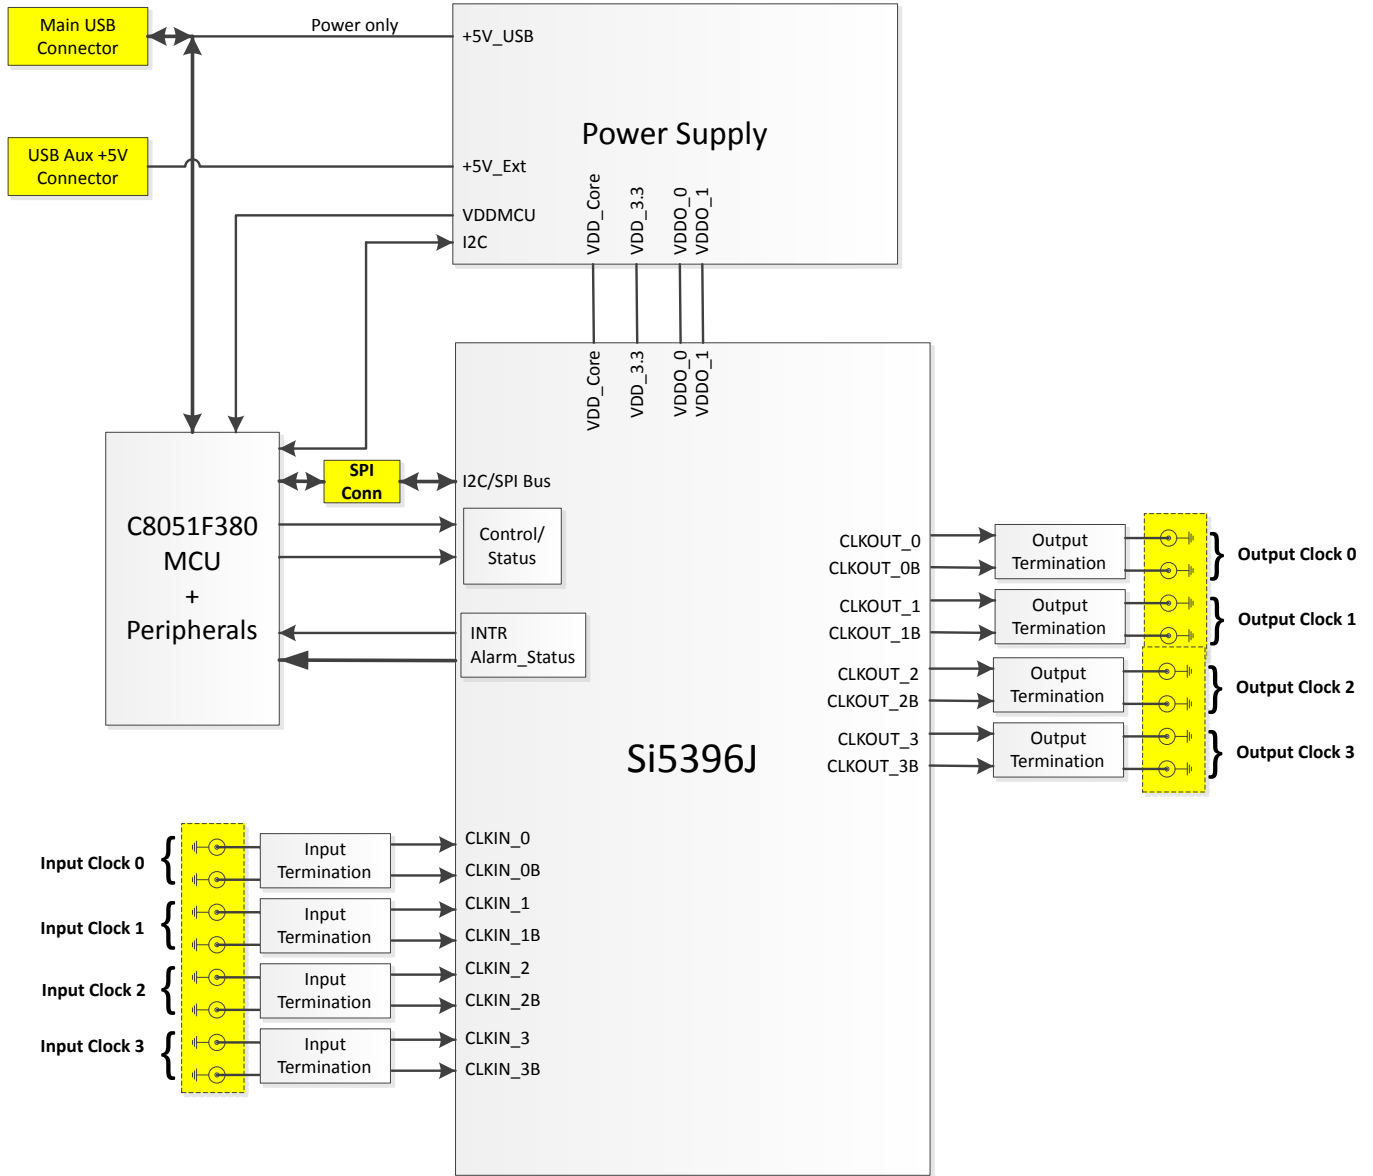 Main USB
Connector
Power only
+5V_USB
Power Supply
USB Aux +5V
Connector
+5V_Ext
VDDMCU
I2C
VDD_Core
VDD_3.3
VDDO_0
VDDO_1
VDD_Core
VDD_3.3
VDDO_0
VDDO_1
C8051F380
MCU
+
Peripherals
SPI
Conn
I2C/SPI Bus
Control/
Status
INTR
Alarm_Status
Si5396J
CLKOUT_0
CLKOUT_0B
Output
Termination
Output Clock 0
CLKOUT_1
CLKOUT_1B
Output
Termination
Output Clock 1
CLKOUT_2
CLKOUT_2B
Output
Termination
Output Clock 2
CLKOUT_3
CLKOUT_3B
Output
Termination
Output Clock 3
Input Clock 0
Input
Termination
CLKIN_0
CLKIN_0B
Input Clock 1
Input
Termination
CLKIN_1
CLKIN_1B
Input Clock 2
Input
Termination
CLKIN_2
CLKIN_2B
Input Clock 3
Input
Termination
CLKIN_3
CLKIN_3B